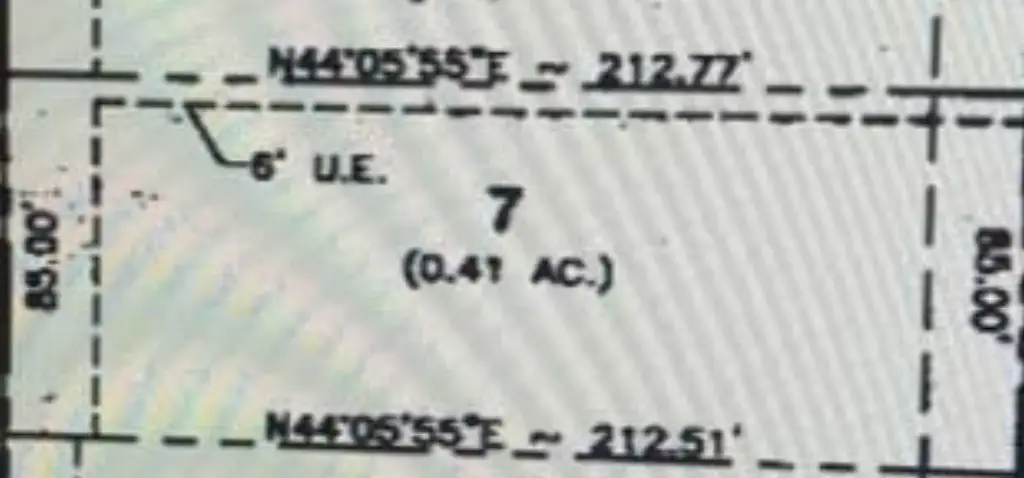 N44°05'55"E ~ 212.77'
6' U.E.
7
(0.41 AC.)
85.00'
85.00'
N44°05'55"E ~ 212.51'